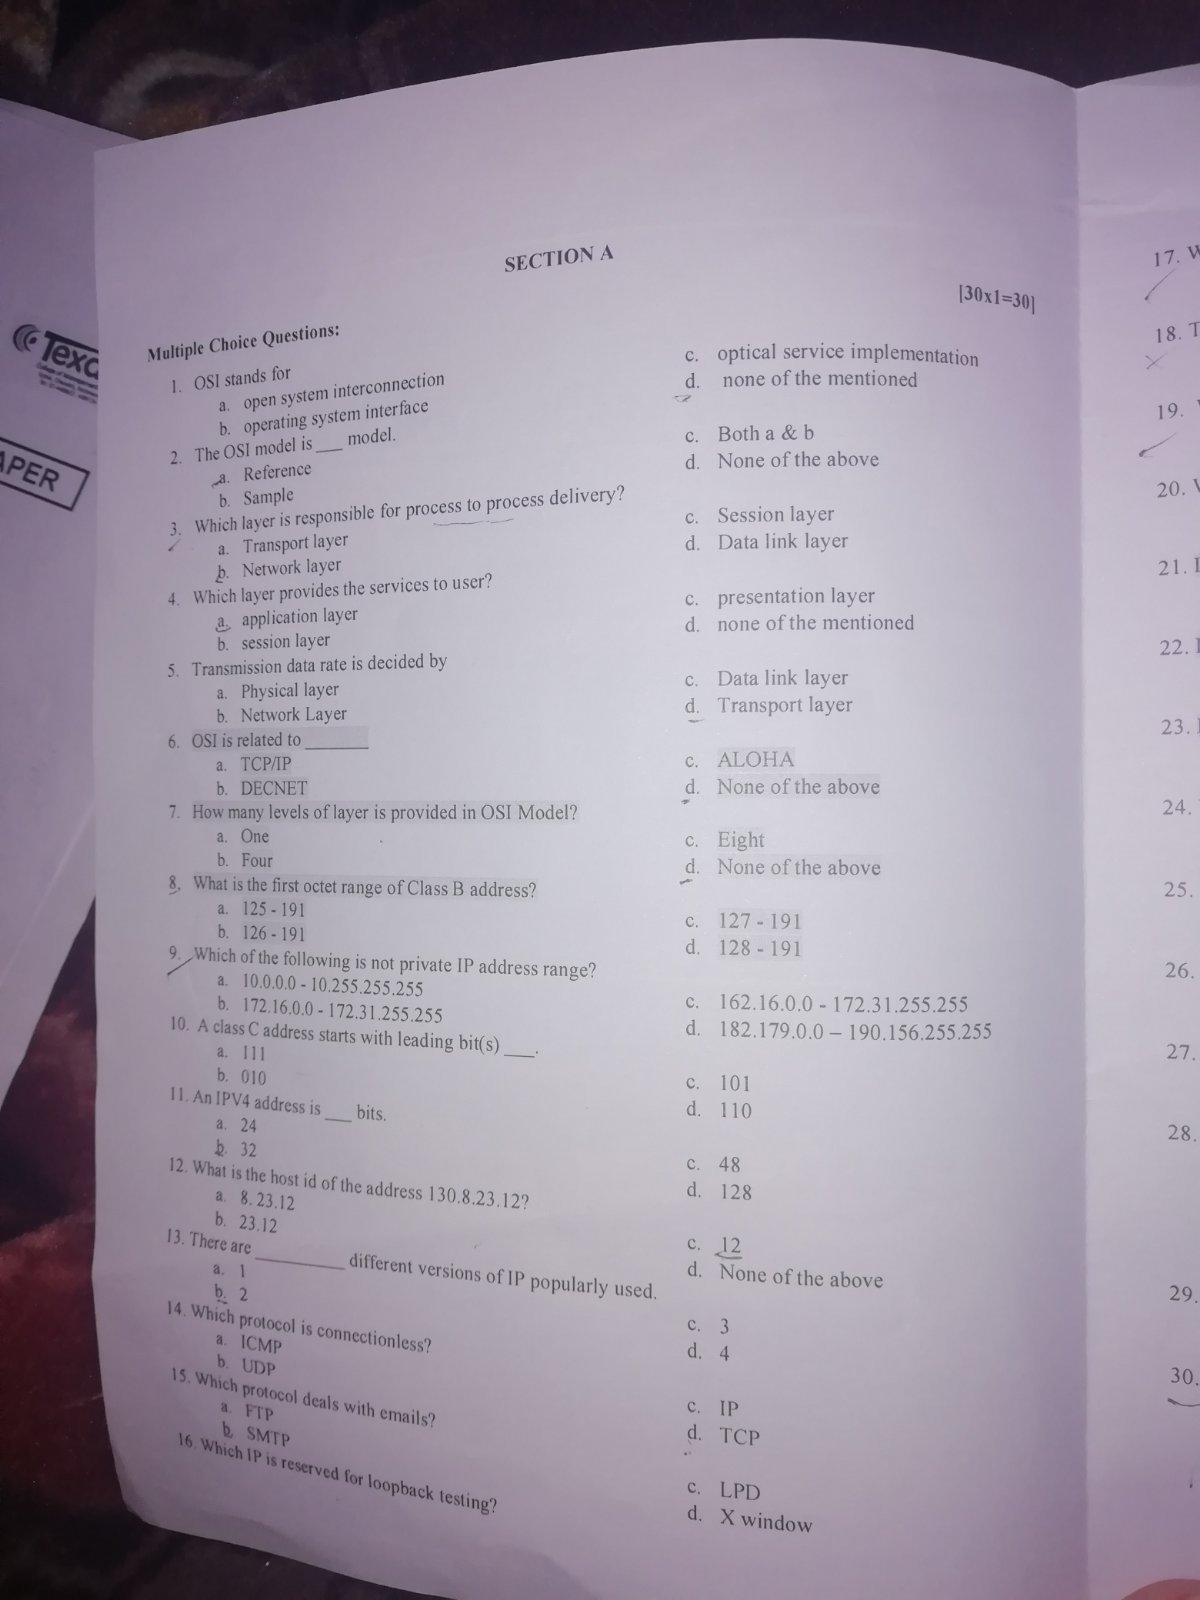 Texa
APER
SECTION A
[30x1=30]
Multiple Choice Questions:
1. OSI stands for
a. open system interconnection
b. operating system interface
c. optical service implementation
d. none of the mentioned
2. The OSI model is ___ model.
a. Reference
b. Sample
c. Both a & b
d. None of the above
3. Which layer is responsible for process to process delivery?
a. Transport layer
b. Network layer
c. Session layer
d. Data link layer
4. Which layer provides the services to user?
a. application layer
b. session layer
c. presentation layer
d. none of the mentioned
5. Transmission data rate is decided by
a. Physical layer
b. Network Layer
c. Data link layer
d. Transport layer
6. OSI is related to _______
a. TCP/IP
b. DECNET
c. ALOHA
d. None of the above
7. How many levels of layer is provided in OSI Model?
a. One
b. Four
c. Eight
d. None of the above
8. What is the first octet range of Class B address?
a. 125 - 191
b. 126 - 191
c. 127 - 191
d. 128 - 191
9. Which of the following is not private IP address range?
a. 10.0.0.0 - 10.255.255.255
b. 172.16.0.0 - 172.31.255.255
c. 162.16.0.0 - 172.31.255.255
d. 182.179.0.0 – 190.156.255.255
10. A class C address starts with leading bit(s) ___.
a. 111
b. 010
c. 101
d. 110
11. An IPV4 address is ___ bits.
a. 24
b. 32
c. 48
d. 128
12. What is the host id of the address 130.8.23.12?
a. 8.23.12
b. 23.12
c. 12
d. None of the above
13. There are __________ different versions of IP popularly used.
a. 1
b. 2
c. 3
d. 4
14. Which protocol is connectionless?
a. ICMP
b. UDP
c. IP
d. TCP
15. Which protocol deals with emails?
a. FTP
b. SMTP
c. LPD
d. X window
16. Which IP is reserved for loopback testing?
17. W
18. T
19.
20.
21. I
22.
23.
24.
25.
26.
27.
28.
29.
30.